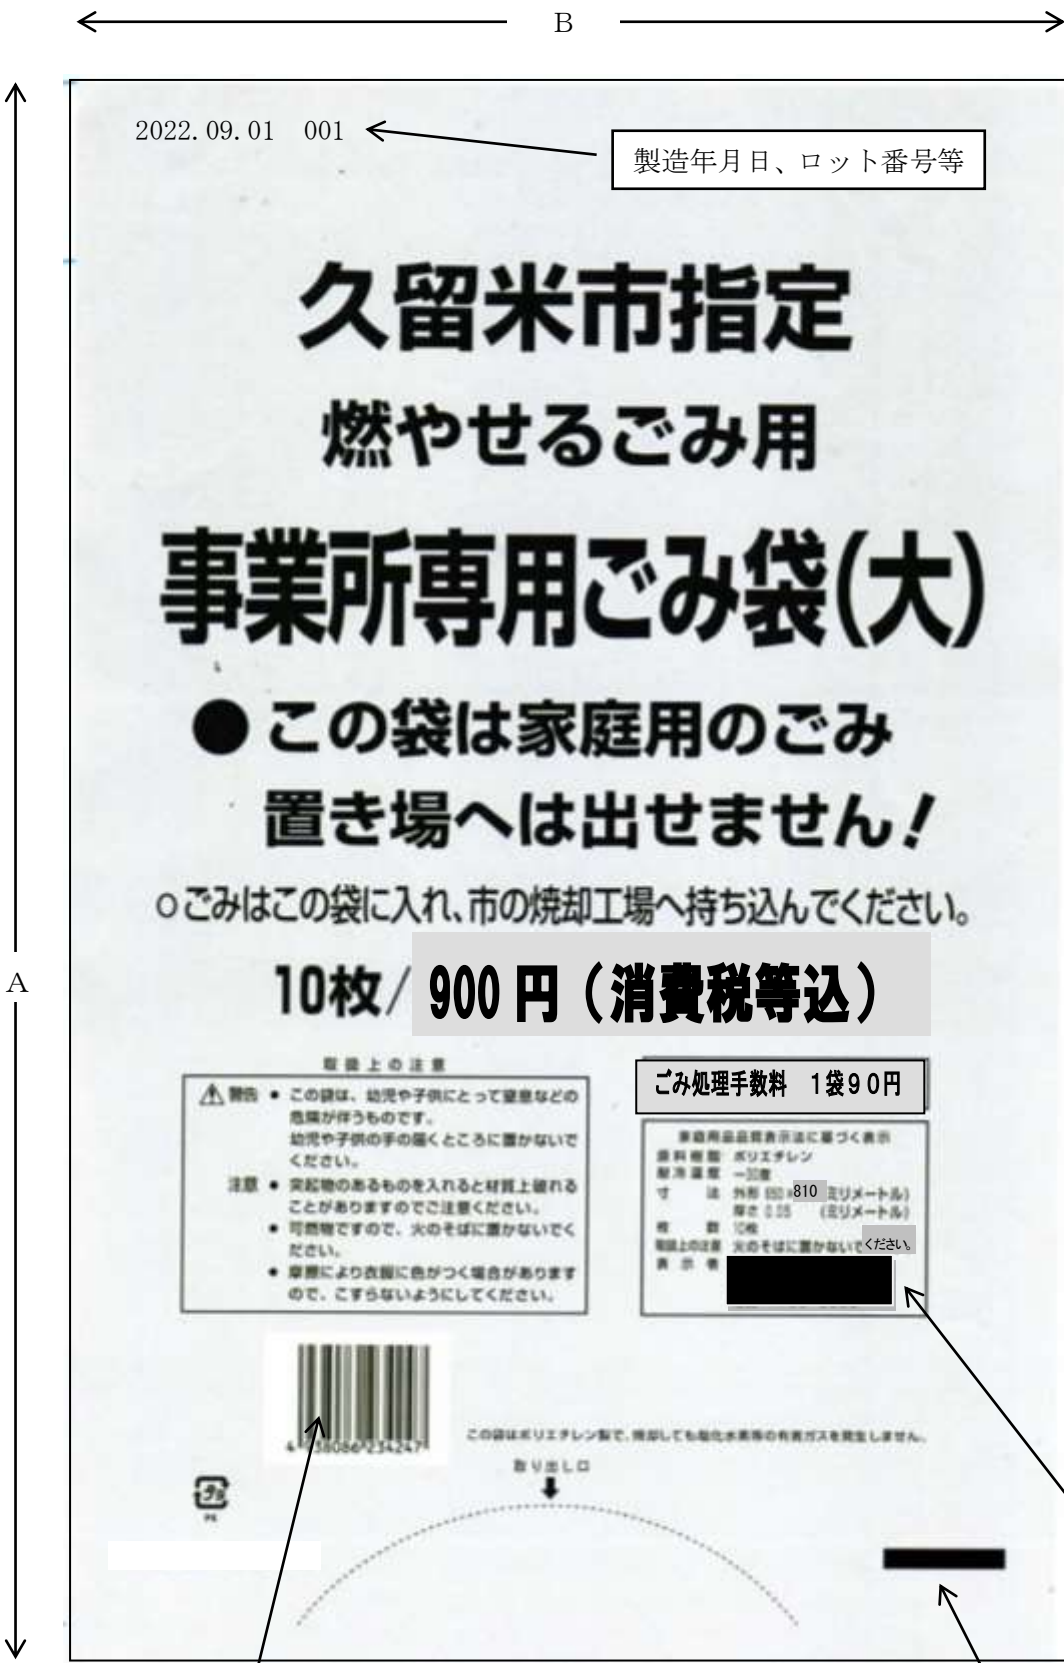 B
2022.09.01 001
製造年月日、ロット番号等
久留米市指定
燃やせるごみ用
事業所専用ごみ袋(大)
●この袋は家庭用のごみ
置き場へは出せません!
○ごみはこの袋に入れ、市の焼却工場へ持ち込んでください。
A
10枚/900円(消費税等込)
取扱上の注意
⚠警告 ● この袋は、幼児や子供にとって窒息などの
危険が伴うものです。
幼児や子供の手の届くところに置かないで
ください。
注意 ● 突起物のあるものを入れると材質上破れる
ことがありますのでご注意ください。
● 可燃物ですので、火のそばに置かないでく
ださい。
● 摩擦により衣服に色がつく場合があります
ので、こすらないようにしてください。
ごみ処理手数料 1袋90円
家庭用品品質表示法に基づく表示
原料樹脂 ポリエチレン
耐冷温度 −30度
寸法 外形 650×810 (ミリメートル)
厚さ 0.05 (ミリメートル)
枚数 10枚
取扱上の注意 火のそばに置かないでください。
表示者
4938086234247
この袋はポリエチレン製で、焼却しても塩化水素等の有害ガスを発生しません。
取り出し口
プラ
PE